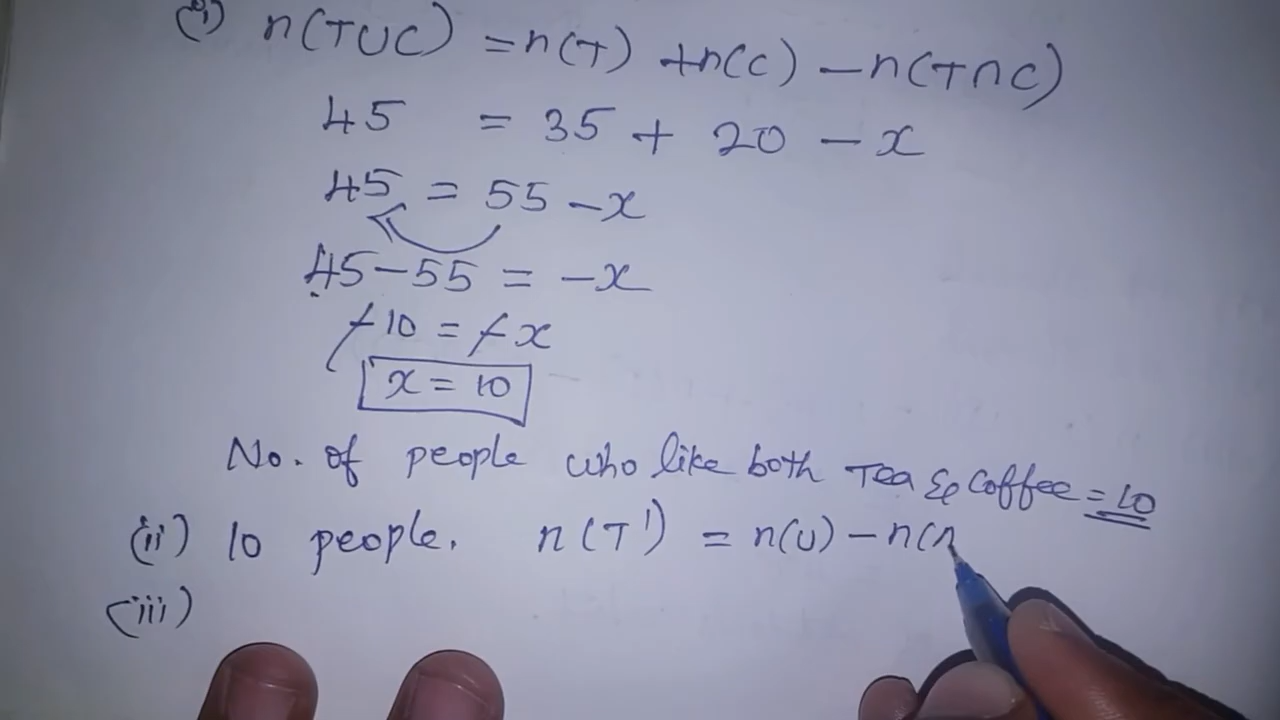 (i) n(TUC) = n(T) + n(C) - n(T∩C)
45 = 35 + 20 - x
45 = 55 - x
45 - 55 = -x
-10 = -x
x = 10
No. of people who like both Tea & Coffee = 10
(ii) 10 people. n(T') = n(U) - n(
(iii)